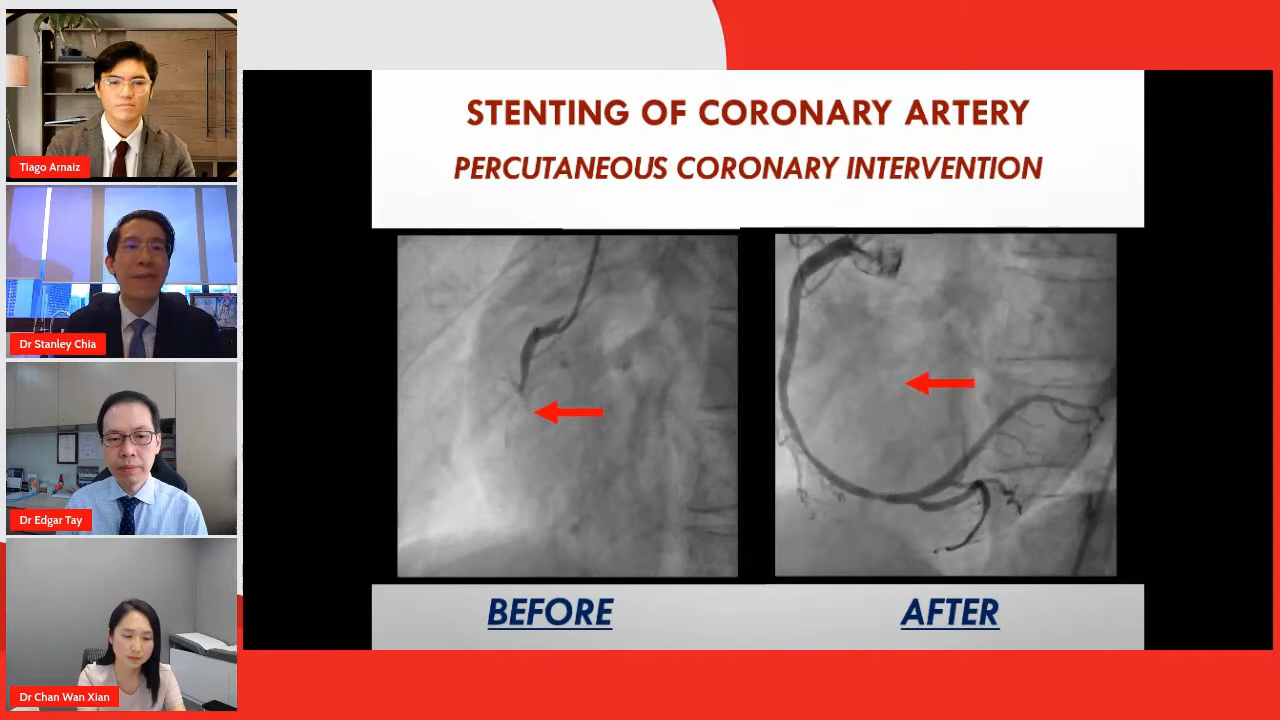 Tiago Arnaiz
Dr Stanley Chia
Dr Edgar Tay
Dr Chan Wan Xian
STENTING OF CORONARY ARTERY
PERCUTANEOUS CORONARY INTERVENTION
BEFORE
AFTER